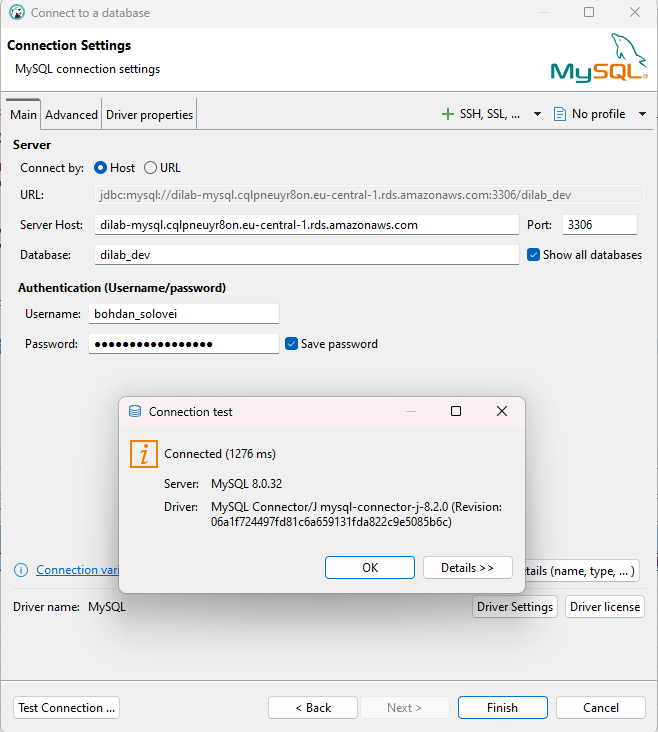 Connect to a database
Connection Settings
MySQL connection settings
MySQL®
Main Advanced Driver properties SSH, SSL, ... No profile
Server
Connect by: Host URL
URL: jdbc:mysql://dilab-mysql.cqlpneuyr8on.eu-central-1.rds.amazonaws.com:3306/dilab_dev
Server Host: dilab-mysql.cqlpneuyr8on.eu-central-1.rds.amazonaws.com Port: 3306
Database: dilab_dev Show all databases
Authentication (Username/password)
Username: bohdan_solovei
Password: ••••••••••••••••• Save password
Connection test
i Connected (1276 ms)
Server: MySQL 8.0.32
Driver: MySQL Connector/J mysql-connector-j-8.2.0 (Revision:
06a1f724497fd81c6a659131fda822c9e5085b6c)
OK Details >>
Connection vari tails (name, type, ... )
Driver name: MySQL Driver Settings Driver license
Test Connection ... < Back Next > Finish Cancel